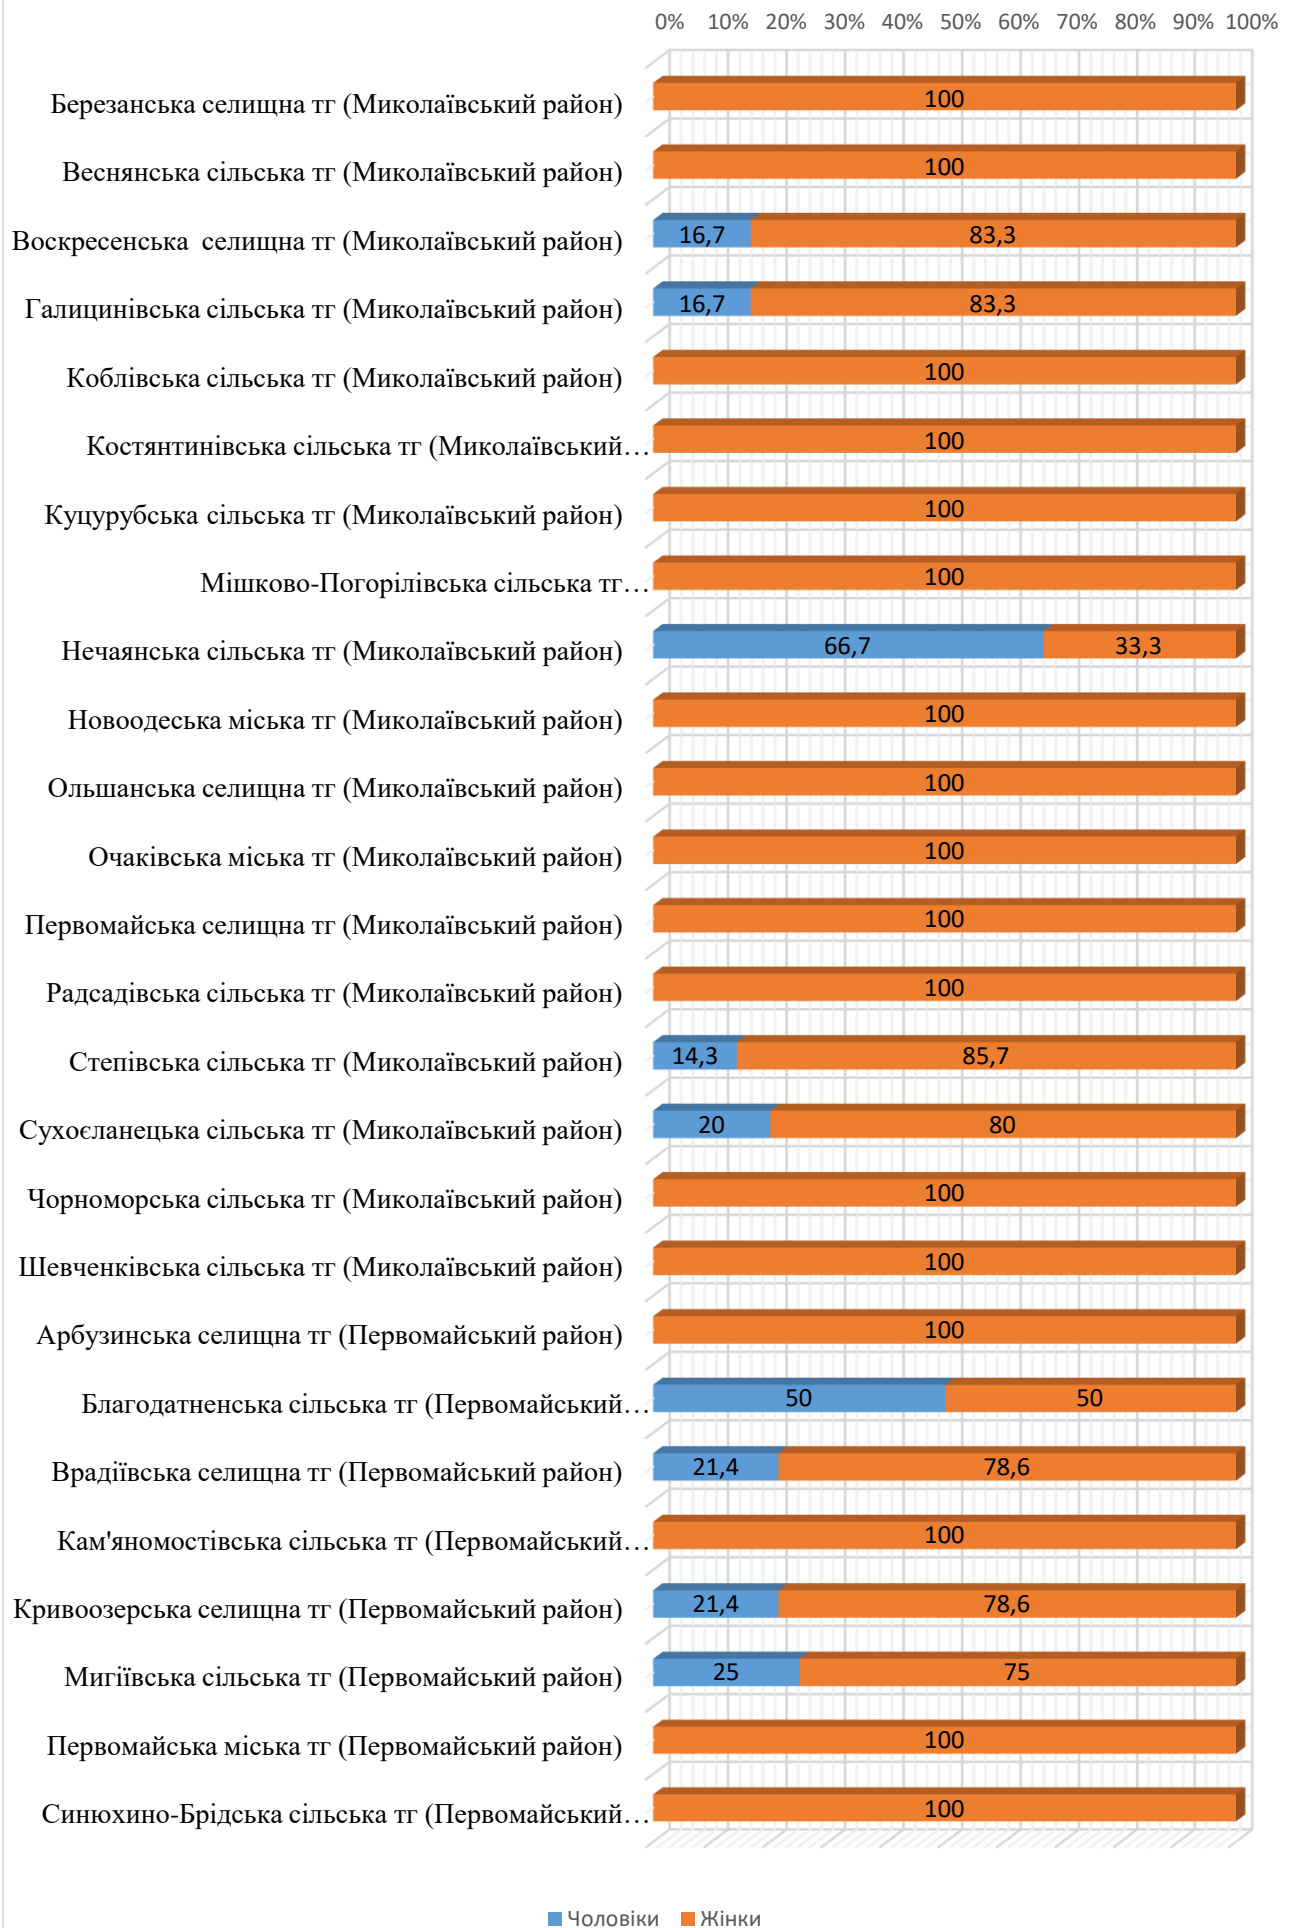 0% 10% 20% 30% 40% 50% 60% 70% 80% 90% 100%
Березанська селищна тг (Миколаївський район) 100
Веснянська сільська тг (Миколаївський район) 100
Воскресенська селищна тг (Миколаївський район) 16,7 83,3
Галицинівська сільська тг (Миколаївський район) 16,7 83,3
Коблівська сільська тг (Миколаївський район) 100
Костянтинівська сільська тг (Миколаївський… 100
Куцурубська сільська тг (Миколаївський район) 100
Мішково-Погорілівська сільська тг… 100
Нечаянська сільська тг (Миколаївський район) 66,7 33,3
Новоодеська міська тг (Миколаївський район) 100
Ольшанська селищна тг (Миколаївський район) 100
Очаківська міська тг (Миколаївський район) 100
Первомайська селищна тг (Миколаївський район) 100
Радсадівська сільська тг (Миколаївський район) 100
Степівська сільська тг (Миколаївський район) 14,3 85,7
Сухоєланецька сільська тг (Миколаївський район) 20 80
Чорноморська сільська тг (Миколаївський район) 100
Шевченківська сільська тг (Миколаївський район) 100
Арбузинська селищна тг (Первомайський район) 100
Благодатненська сільська тг (Первомайський… 50 50
Врадіївська селищна тг (Первомайський район) 21,4 78,6
Кам'яномостівська сільська тг (Первомайський… 100
Кривоозерська селищна тг (Первомайський район) 21,4 78,6
Мигіївська сільська тг (Первомайський район) 25 75
Первомайська міська тг (Первомайський район) 100
Синюхино-Брідська сільська тг (Первомайський… 100
Чоловіки Жінки